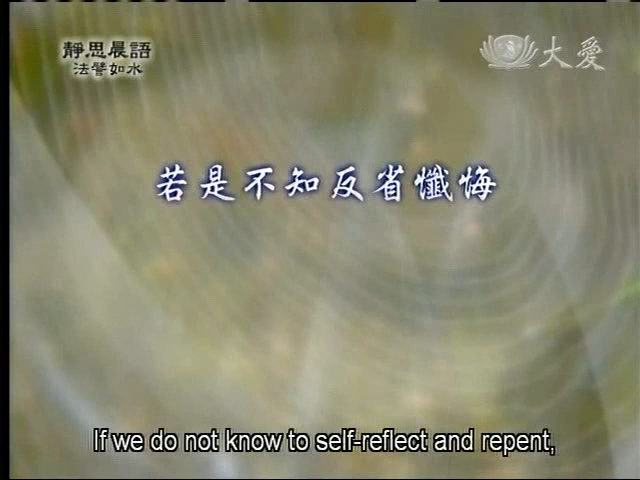 靜思晨語
法譬如水
大愛
若是不知反省懺悔
If we do not know to self-reflect and repent,